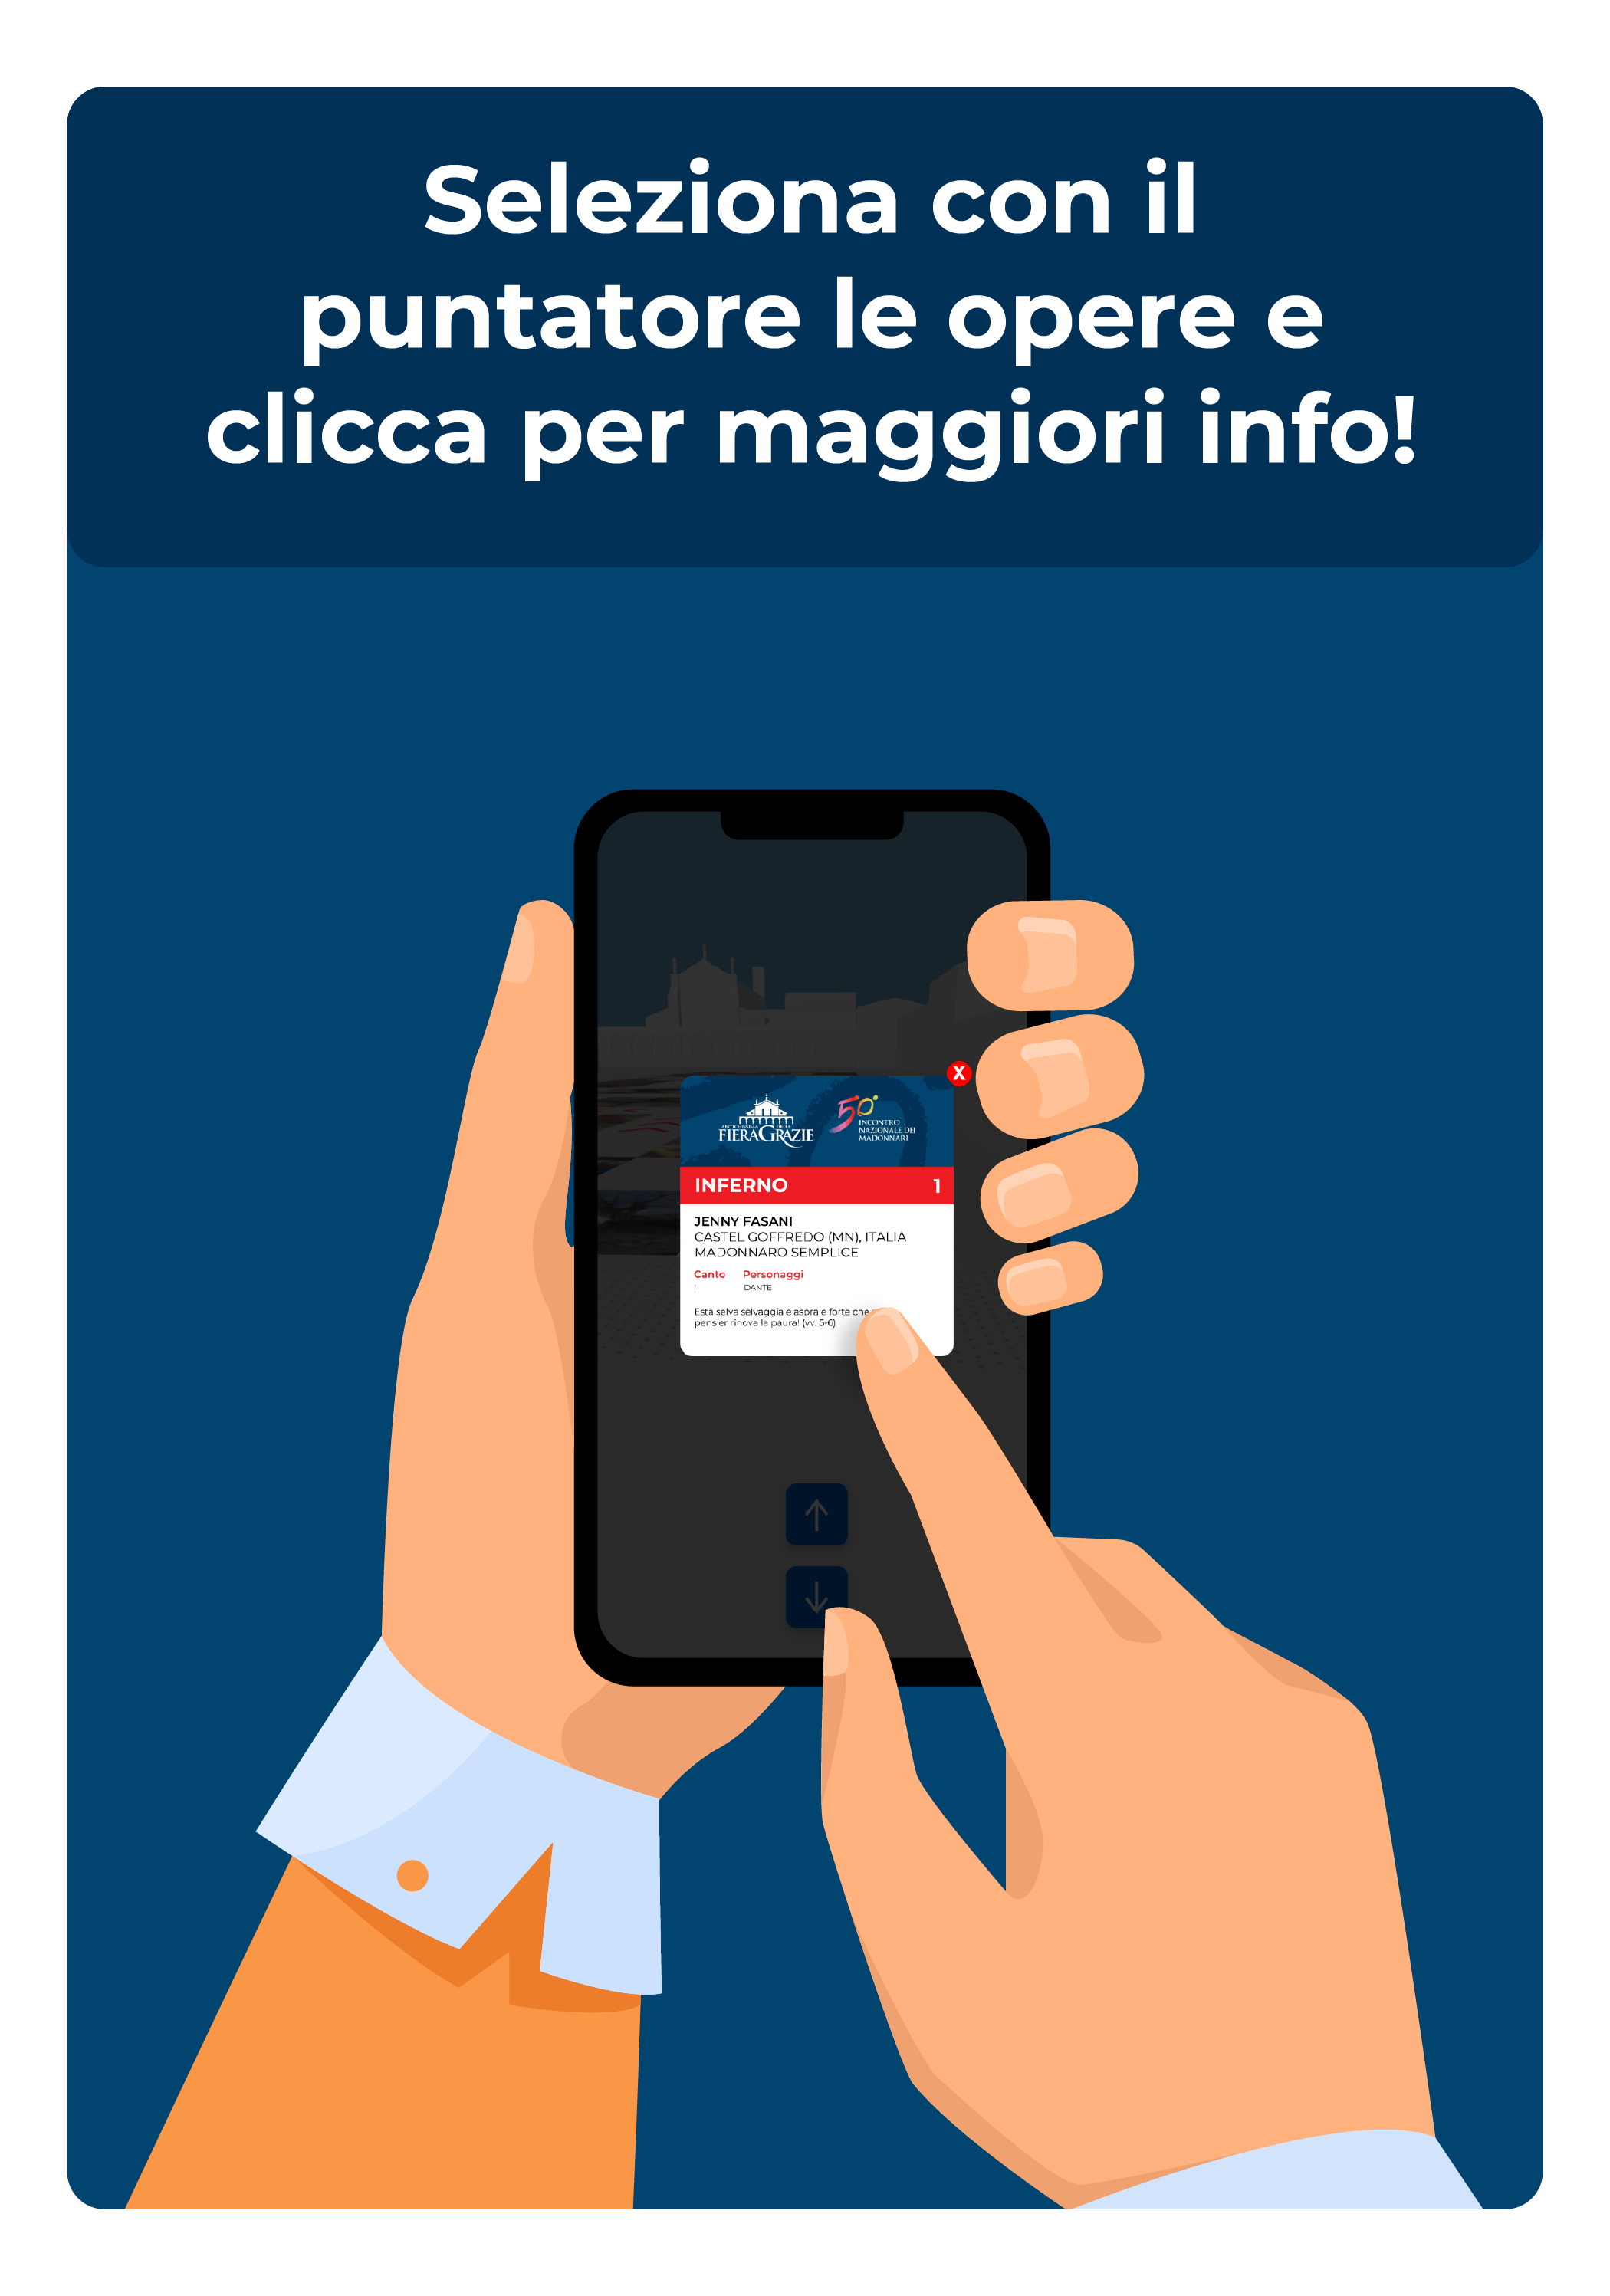 Seleziona con il
puntatore le opere e
clicca per maggiori info!
X
ANTICHISSIMA DELLE
FIERA GRAZIE
50°
INCONTRO
NAZIONALE DEI
MADONNARI
INFERNO 1
JENNY FASANI
CASTEL GOFFREDO (MN), ITALIA
MADONNARO SEMPLICE
Canto Personaggi
I DANTE
Esta selva selvaggia e aspra e forte che
pensier rinova la paura! (vv. 5-6)